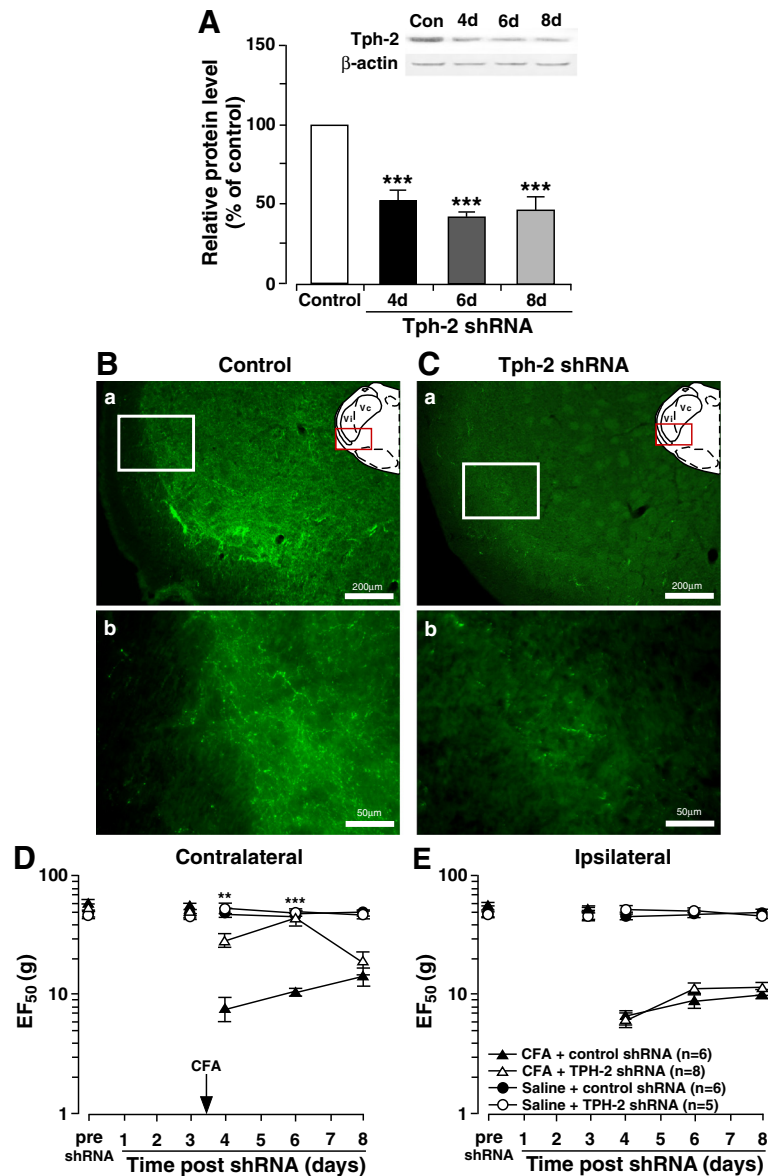 A
Con 4d 6d 8d
Tph-2
β-actin
Relative protein level
(% of control)
150
100
50
0
*** *** ***
Control 4d 6d 8d
Tph-2 shRNA
B Control
a
Vi Vc
200μm
b
50μm
C Tph-2 shRNA
a
Vi Vc
200μm
b
50μm
D Contralateral
EF50 (g)
100
10
1
** ***
CFA
pre shRNA 1 2 3 4 5 6 7 8
Time post shRNA (days)
E Ipsilateral
EF50 (g)
100
10
1
CFA + control shRNA (n=6)
CFA + TPH-2 shRNA (n=8)
Saline + control shRNA (n=6)
Saline + TPH-2 shRNA (n=5)
pre shRNA 1 2 3 4 5 6 7 8
Time post shRNA (days)